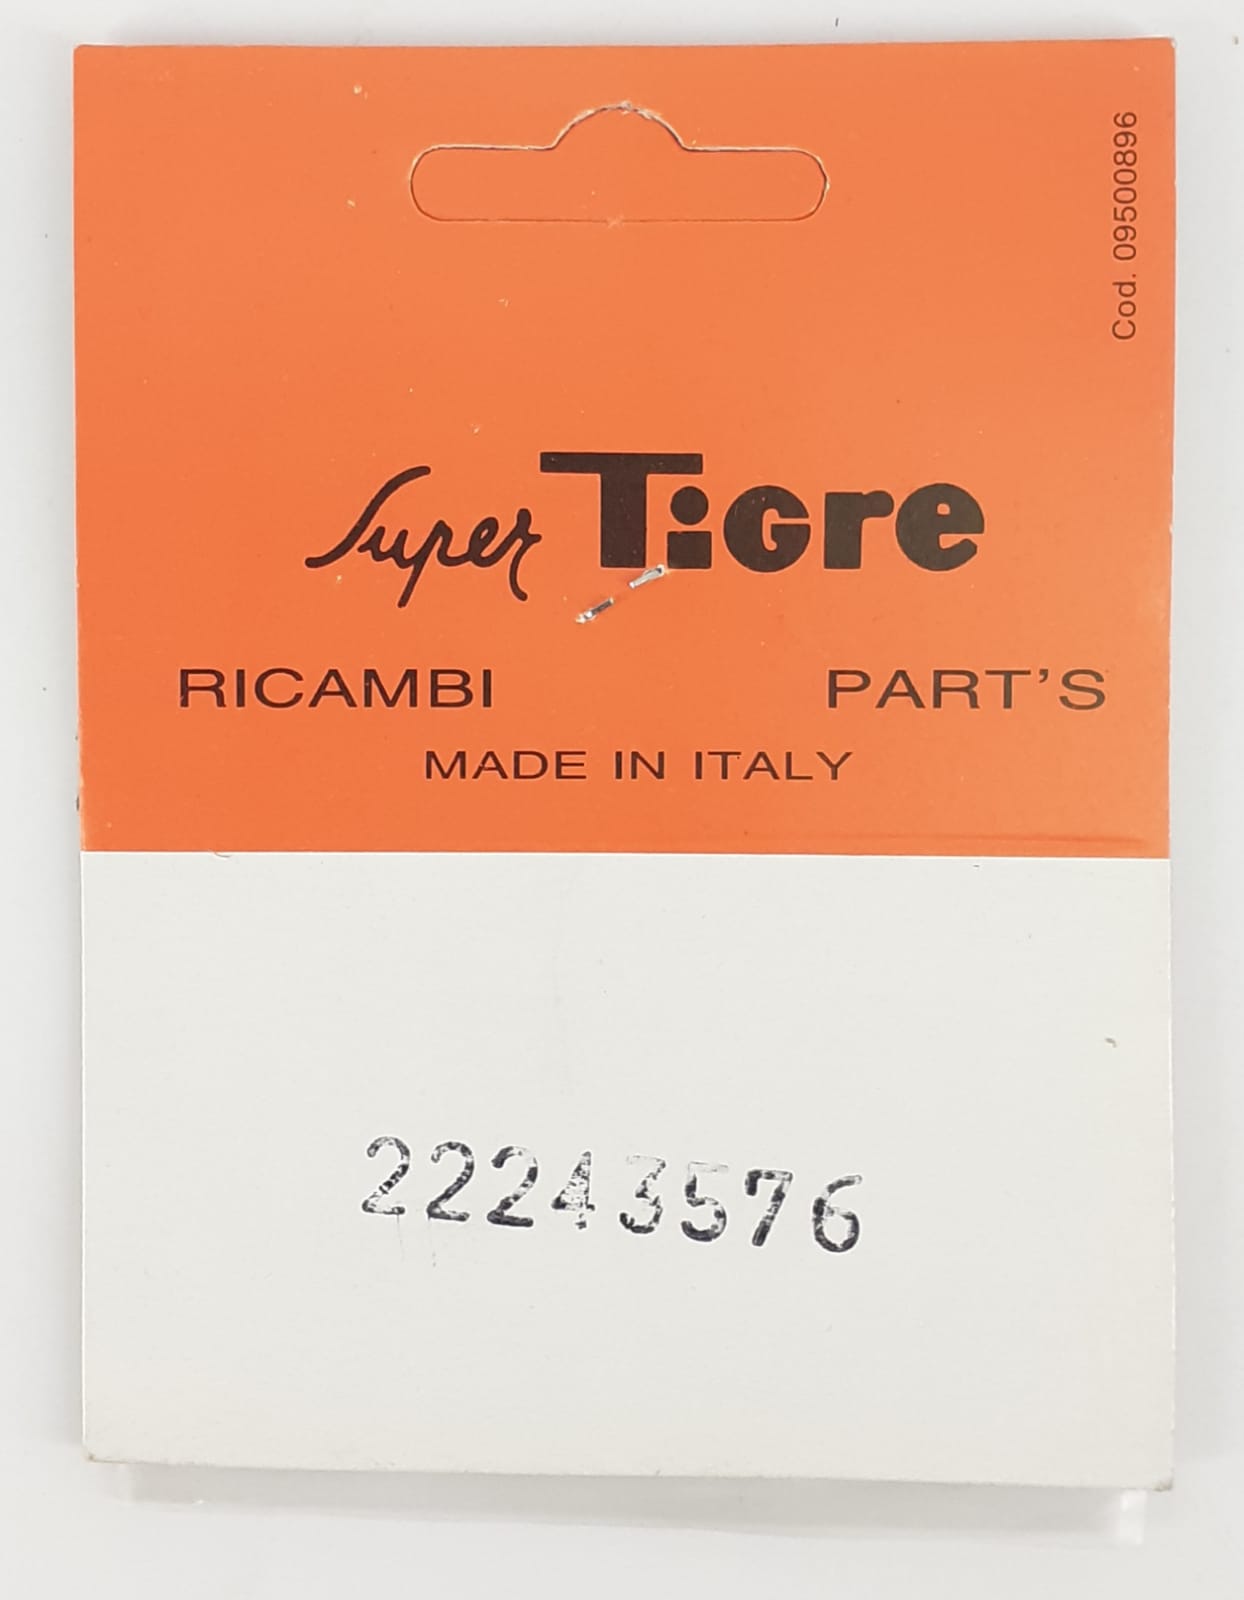 Cod. 09500896
Super Tigre
RICAMBI PART'S
MADE IN ITALY
22243576